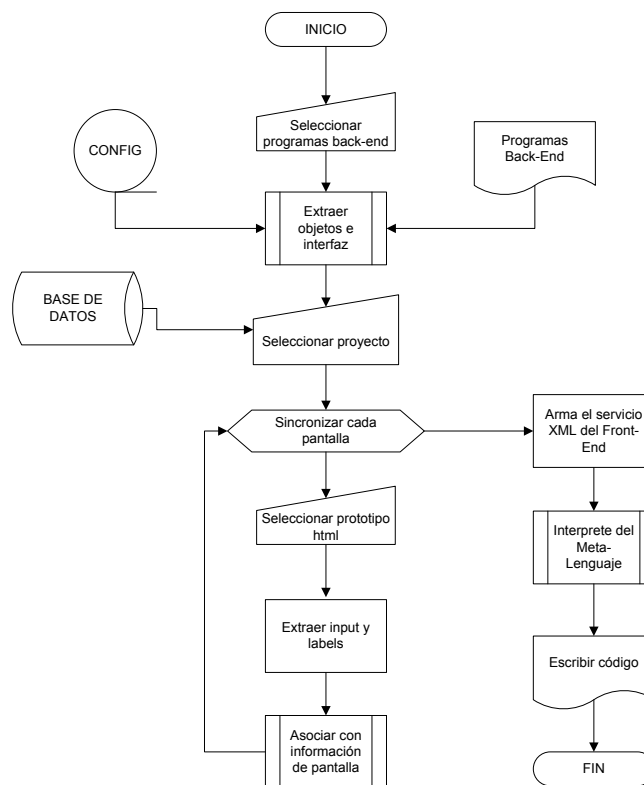 INICIO
Seleccionar
programas back-end
CONFIG
Programas
Back-End
Extraer
objetos e
interfaz
BASE DE
DATOS
Seleccionar proyecto
Sincronizar cada
pantalla
Arma el servicio
XML del Front-
End
Seleccionar prototipo
html
Interprete del
Meta-
Lenguaje
Extraer input y
labels
Escribir código
Asociar con
información
de pantalla
FIN